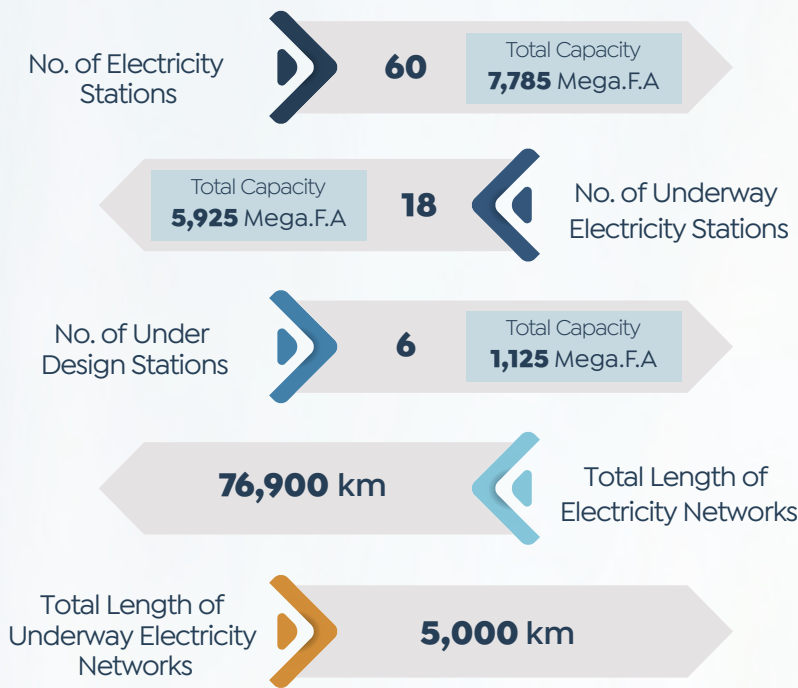 No. of Electricity
Stations
60
Total Capacity
7,785 Mega.F.A
Total Capacity
5,925 Mega.F.A
18
No. of Underway
Electricity Stations
No. of Under
Design Stations
6
Total Capacity
1,125 Mega.F.A
76,900 km
Total Length of
Electricity Networks
Total Length of
Underway Electricity
Networks
5,000 km